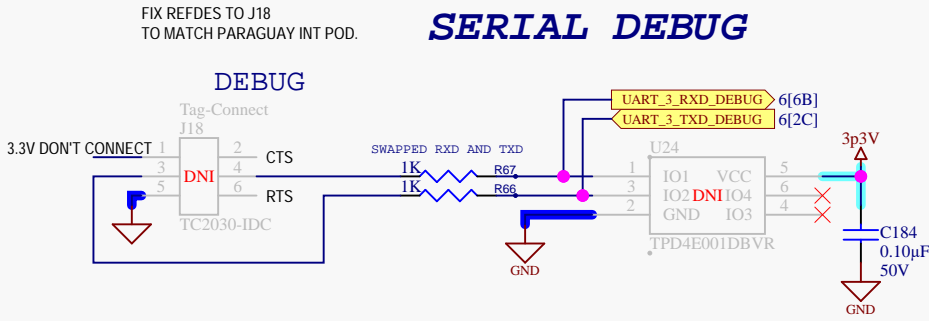 FIX REFDES TO J18
TO MATCH PARAGUAY INT POD.
SERIAL DEBUG
DEBUG
Tag-Connect
J18
3.3V DON'T CONNECT
1
2
CTS
3
DNI
4
5
6
RTS
TC2030-IDC
SWAPPED RXD AND TXD
1K
R67
1K
R66
UART_3_RXD_DEBUG
6[6B]
UART_3_TXD_DEBUG
6[2C]
U24
1
IO1
VCC
5
3
IO2
DNI
IO4
6
2
GND
IO3
4
TPD4E001DBVR
GND
3p3V
C184
0.10µF
50V
GND